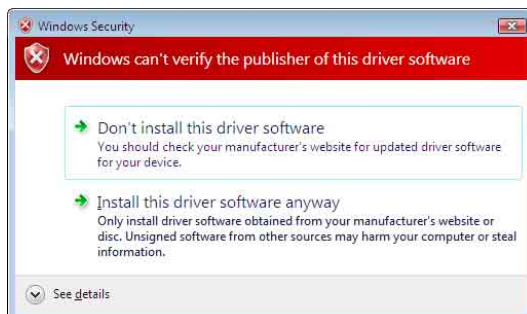 Windows Security
Windows can't verify the publisher of this driver software
Don't install this driver software
You should check your manufacturer's website for updated driver software
for your device.
Install this driver software anyway
Only install driver software obtained from your manufacturer's website or
disc. Unsigned software from other sources may harm your computer or steal
information.
See details